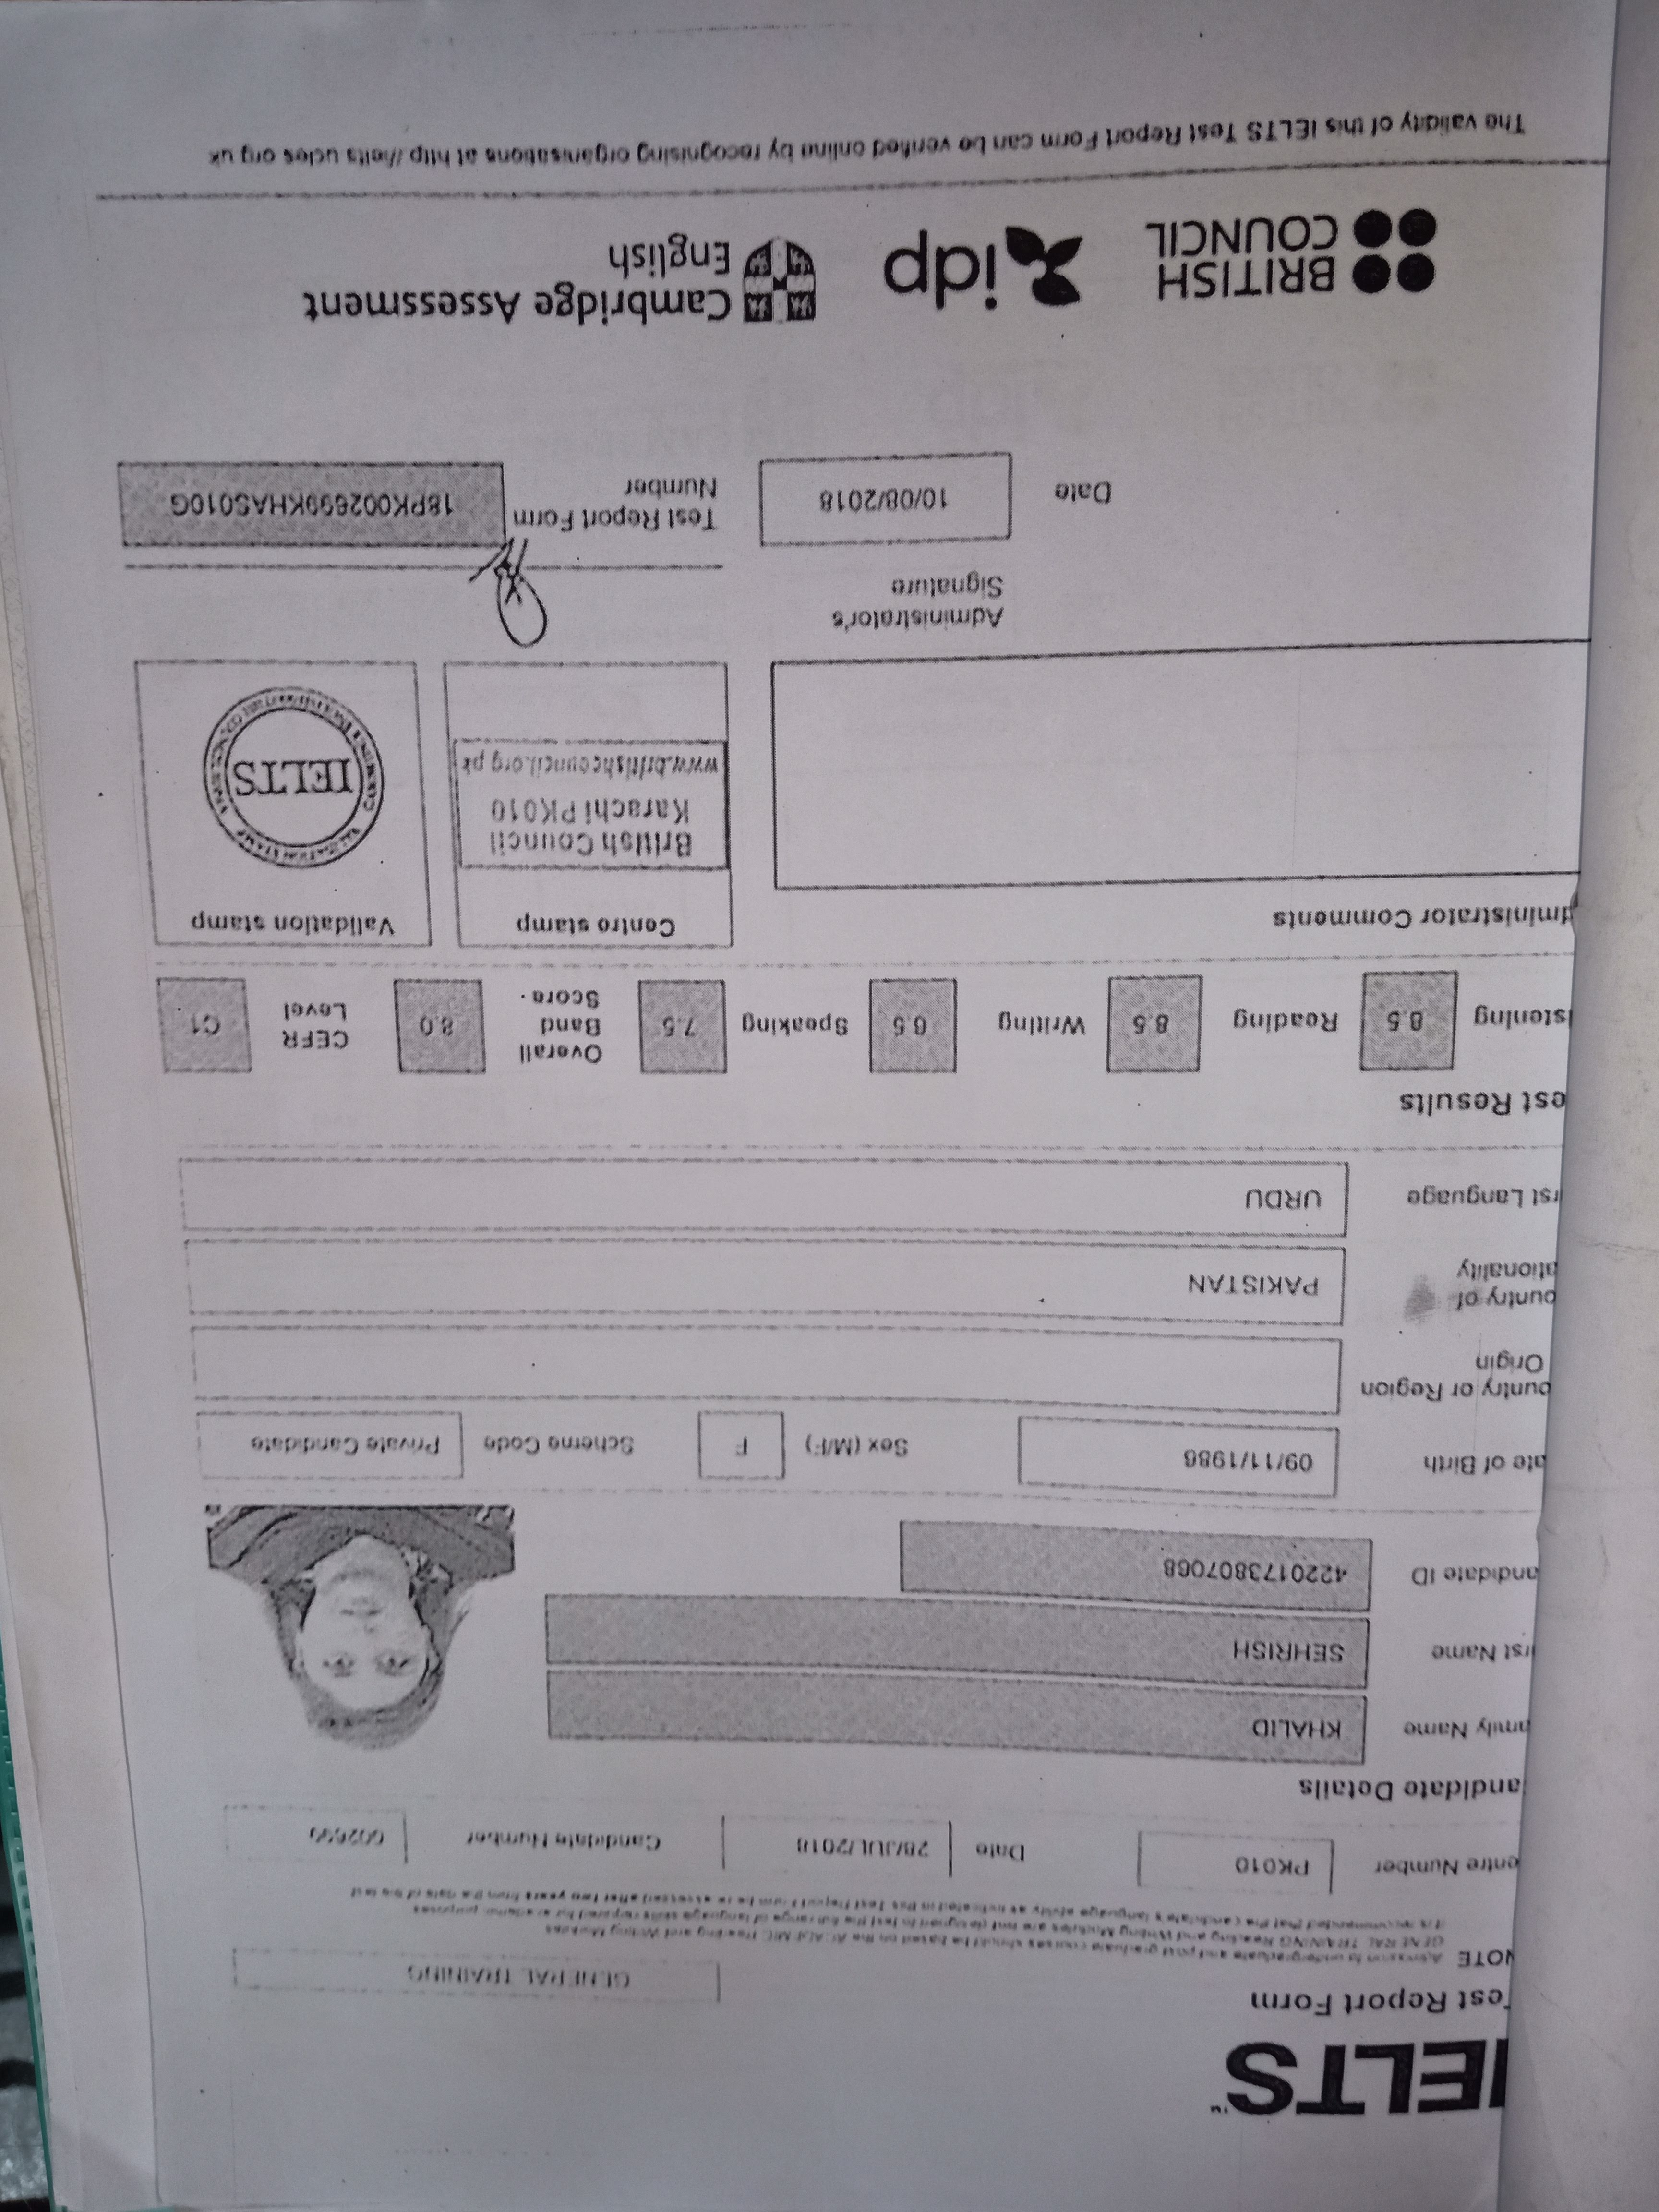 IELTS™
Test Report Form
GENERAL TRAINING
NOTE Admission to undergraduate and post graduate courses should be based on the ACADEMIC Reading and Writing Modules
GENERAL TRAINING Reading and Writing Modules are not designed to test the full range of language skills required for academic purposes
It is recommended that the candidate's language ability as indicated in this Test Report Form be re assessed after two years from the date of the test
entre Number PK010 Date 28/JUL/2018 Candidate Number 002699
andidate Details
amily Name KHALID
irst Name SEHRISH
andidate ID 4220173807068
ate of Birth 09/11/1986 Sex (M/F) F Scheme Code Private Candidate
ountry or Region
Origin
ountry of
ationality PAKISTAN
rst Language URDU
est Results
istening 8.5 Reading 8.5 Writing 6.5 Speaking 7.5 Overall Band Score 8.0 CEFR Level C1
dministrator Comments
Centre stamp
Validation stamp
British Council
Karachi PK010
www.britishcouncil.org.pk
VALIDATION STAMP
IELTS
Administrator's
Signature
Date 10/08/2018
Test Report Form
Number 18PK002699KHAS010G
BRITISH
COUNCIL
idp
Cambridge Assessment
English
The validity of this IELTS Test Report Form can be verified online by recognising organisations at http://ielts.ucles.org.uk